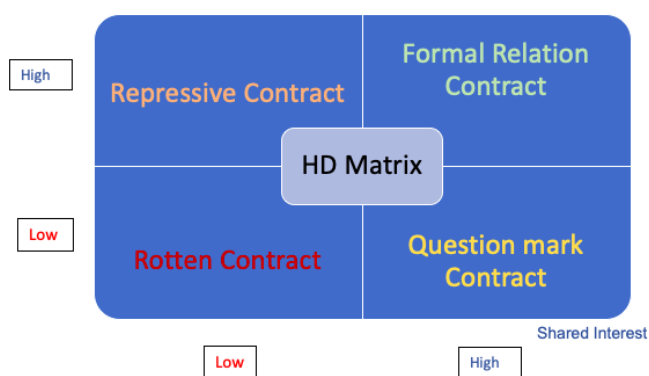 Formal Relation
Contract
High
Repressive Contract
HD Matrix
Low
Rotten Contract
Question mark
Contract
Shared Interest
Low
High